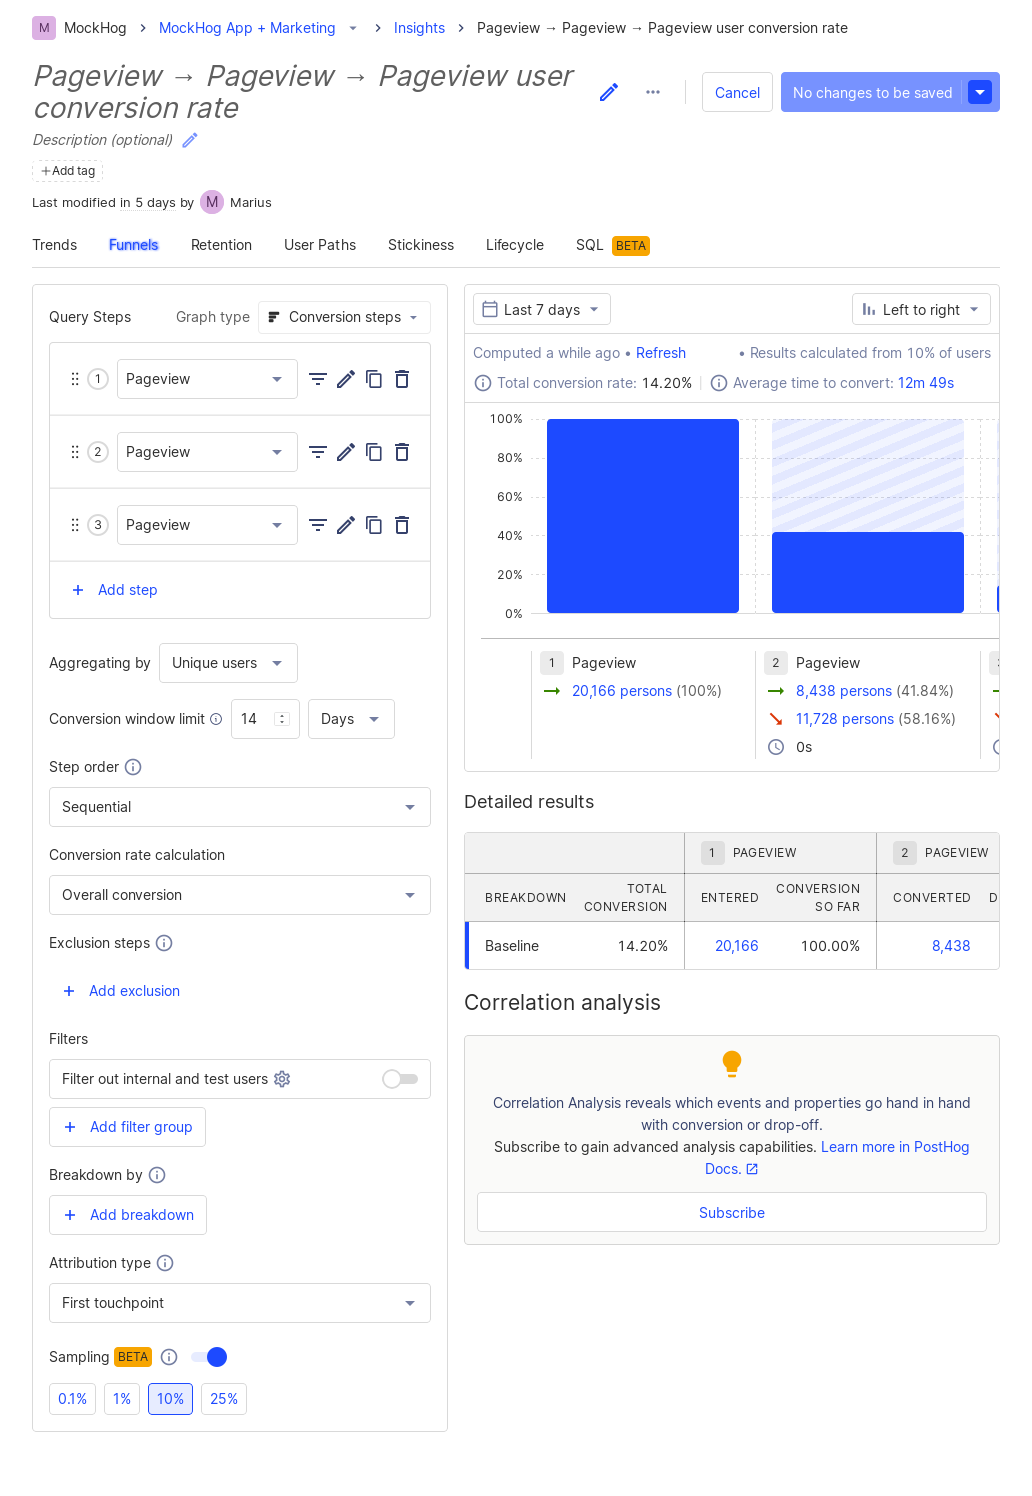 M MockHog MockHog App + Marketing Insights Pageview → Pageview → Pageview user conversion rate
Pageview → Pageview → Pageview user
conversion rate
Cancel
No changes to be saved
Description (optional)
Add tag
Last modified in 5 days by M Marius
Trends Funnels Retention User Paths Stickiness Lifecycle SQL BETA
Query Steps Graph type Conversion steps
1 Pageview
2 Pageview
3 Pageview
Add step
Aggregating by Unique users
Conversion window limit 14 Days
Step order
Sequential
Conversion rate calculation
Overall conversion
Exclusion steps
Add exclusion
Filters
Filter out internal and test users
Add filter group
Breakdown by
Add breakdown
Attribution type
First touchpoint
Sampling BETA
0.1% 1% 10% 25%
Last 7 days Left to right
Computed a while ago • Refresh • Results calculated from 10% of users
Total conversion rate: 14.20% Average time to convert: 12m 49s
100%
80%
60%
40%
20%
0%
1 Pageview
20,166 persons (100%)
2 Pageview
8,438 persons (41.84%)
11,728 persons (58.16%)
0s
Detailed results
1 PAGEVIEW 2 PAGEVIEW
BREAKDOWN TOTAL CONVERSION ENTERED CONVERSION SO FAR CONVERTED D
Baseline 14.20% 20,166 100.00% 8,438
Correlation analysis
Correlation Analysis reveals which events and properties go hand in hand
with conversion or drop-off.
Subscribe to gain advanced analysis capabilities. Learn more in PostHog
Docs.
Subscribe